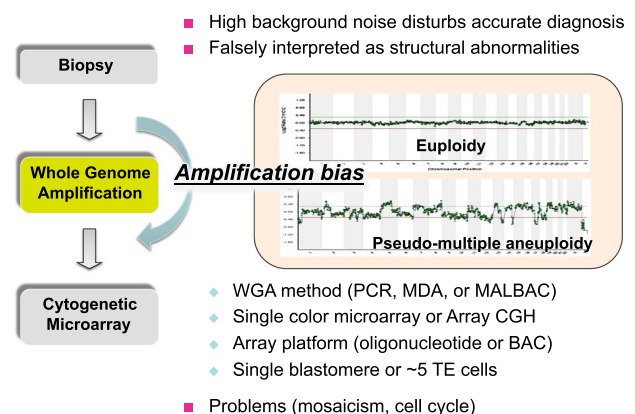 High background noise disturbs accurate diagnosis
Falsely interpreted as structural abnormalities
Biopsy
Whole Genome
Amplification
Amplification bias
Euploidy
Chromosomal Position
Pseudo-multiple aneuploidy
Cytogenetic
Microarray
WGA method (PCR, MDA, or MALBAC)
Single color microarray or Array CGH
Array platform (oligonucleotide or BAC)
Single blastomere or ~5 TE cells
Problems (mosaicism, cell cycle)